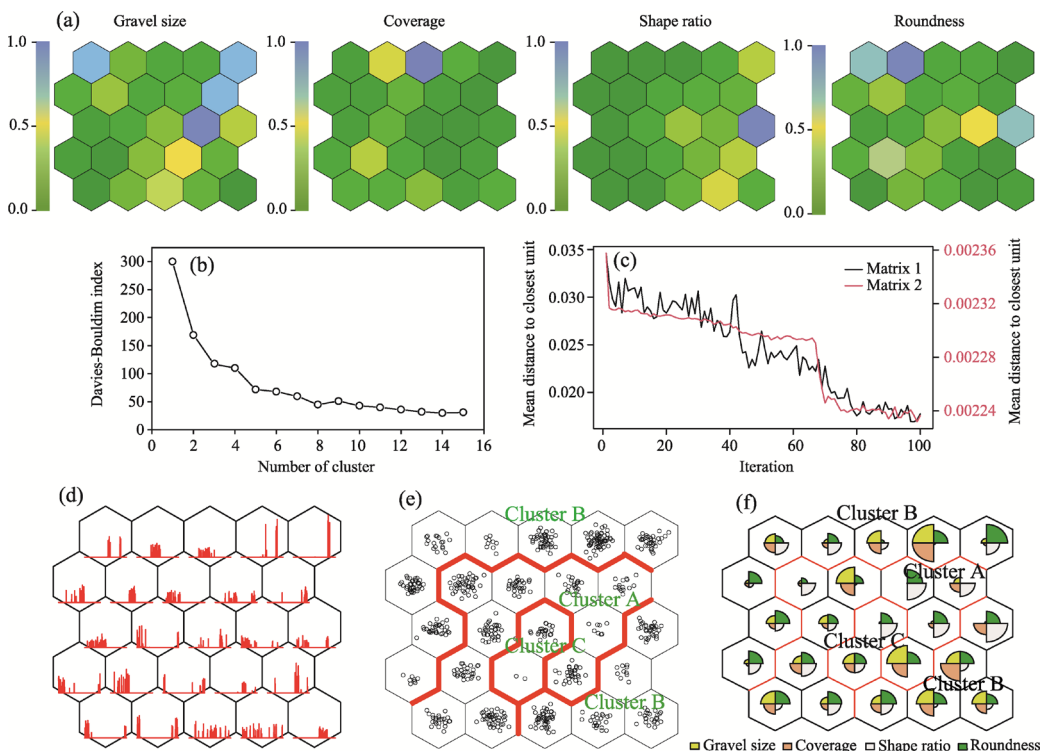 (a) Gravel size Coverage Shape ratio Roundness
1.0 1.0 1.0 1.0
0.5 0.5 0.5 0.5
0.0 0.0 0.0 0.0
(b)
Davies-Bouldim index
300
250
200
150
100
50
0
0 2 4 6 8 10 12 14 16
Number of cluster
(c)
Mean distance to closest unit
0.035
0.030
0.025
0.020
Matrix 1
Matrix 2
0.00236
0.00232
0.00228
0.00224
Mean distance to closest unit
0 20 40 60 80 100
Iteration
(d)
(e)
Cluster B
Cluster A
Cluster C
Cluster B
(f)
Cluster B
Cluster A
Cluster C
Cluster B
Gravel size Coverage Shape ratio Roundness